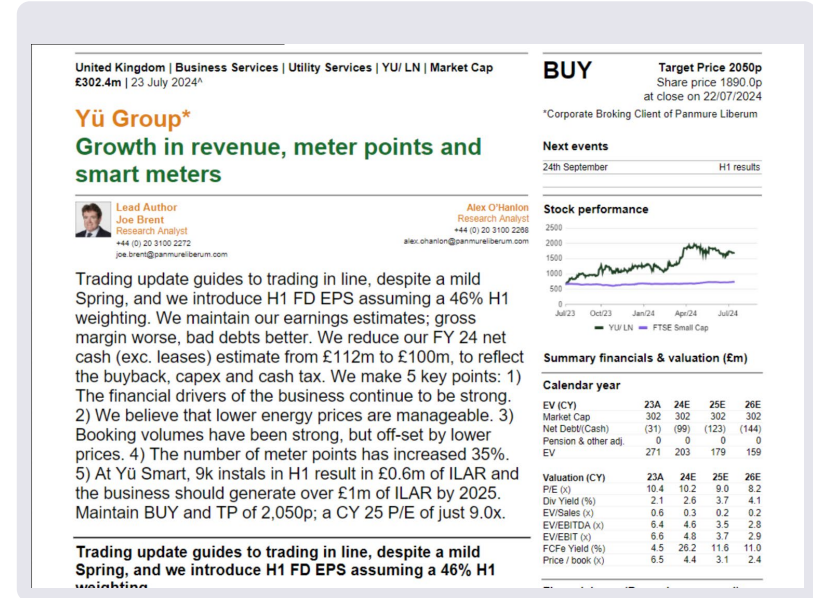 United Kingdom | Business Services | Utility Services | YU/ LN | Market Cap
£302.4m | 23 July 2024^
Yü Group*
Growth in revenue, meter points and
smart meters
Lead Author
Joe Brent
Research Analyst
+44 (0) 20 3100 2272
joe.brent@panmureliberum.com
Alex O'Hanlon
Research Analyst
+44 (0) 20 3100 2268
alex.ohanlon@panmureliberum.com
Trading update guides to trading in line, despite a mild
Spring, and we introduce H1 FD EPS assuming a 46% H1
weighting. We maintain our earnings estimates; gross
margin worse, bad debts better. We reduce our FY 24 net
cash (exc. leases) estimate from £112m to £100m, to reflect
the buyback, capex and cash tax. We make 5 key points: 1)
The financial drivers of the business continue to be strong.
2) We believe that lower energy prices are manageable. 3)
Booking volumes have been strong, but off-set by lower
prices. 4) The number of meter points has increased 35%.
5) At Yü Smart, 9k instals in H1 result in £0.6m of ILAR and
the business should generate over £1m of ILAR by 2025.
Maintain BUY and TP of 2,050p; a CY 25 P/E of just 9.0x.
Trading update guides to trading in line, despite a mild
Spring, and we introduce H1 FD EPS assuming a 46% H1
weighting
BUY
Target Price 2050p
Share price 1890.0p
at close on 22/07/2024
*Corporate Broking Client of Panmure Liberum
Next events
24th September H1 results
Stock performance
2500
2000
1500
1000
500
0
Jul/23 Oct/23 Jan/24 Apr/24 Jul/24
YU/ LN FTSE Small Cap
Summary financials & valuation (£m)
Calendar year
EV (CY) 23A 24E 25E 26E
Market Cap 302 302 302 302
Net Debt/(Cash) (31) (99) (123) (144)
Pension & other adj. 0 0 0 0
EV 271 203 179 159
Valuation (CY) 23A 24E 25E 26E
P/E (x) 10.4 10.2 9.0 8.2
Div Yield (%) 2.1 2.6 3.7 4.1
EV/Sales (x) 0.6 0.3 0.2 0.2
EV/EBITDA (x) 6.4 4.6 3.5 2.8
EV/EBIT (x) 6.6 4.8 3.7 2.9
FCFe Yield (%) 4.5 26.2 11.6 11.0
Price / book (x) 6.5 4.4 3.1 2.4